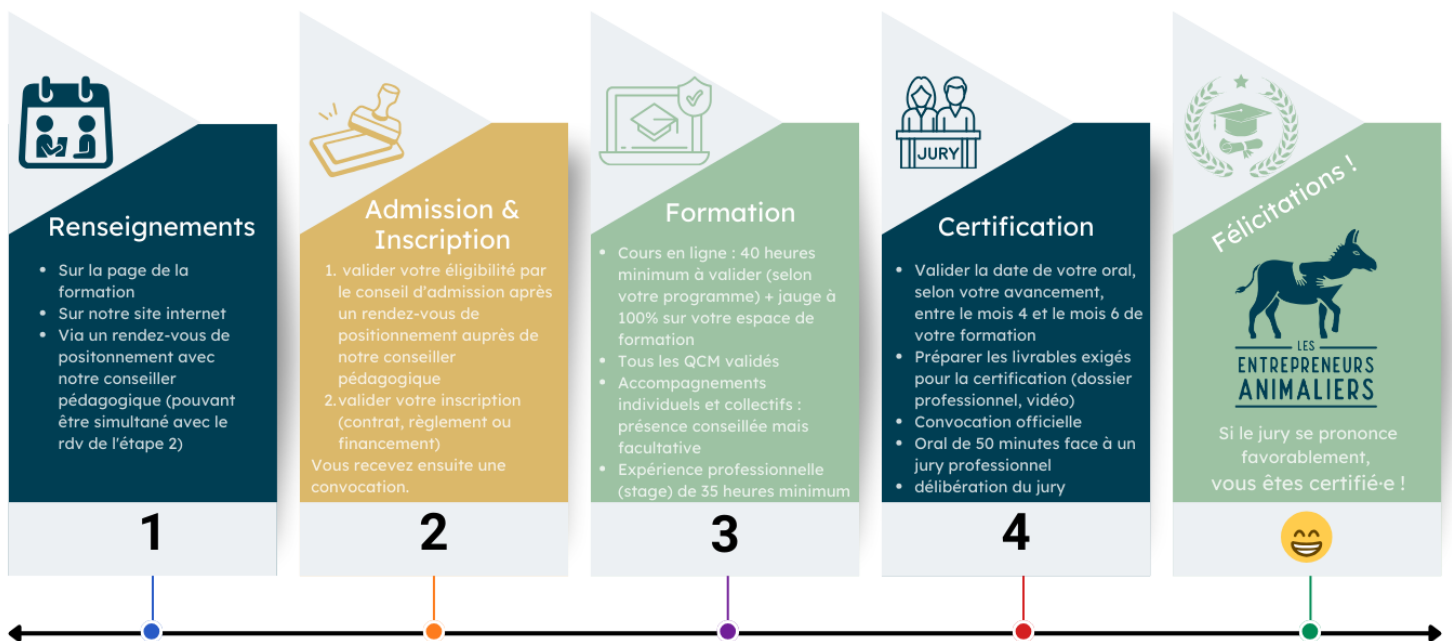 Renseignements
• Sur la page de la
formation
• Sur notre site internet
• Via un rendez-vous de
positonnement avec
notre conseiller
pédagogique (pouvant
être simultané avec le
rdv de l'étape 2)
1
Admission &
Inscription
1. valider votre éligibilité par
le conseil d'admission après
un rendez-vous de
positionnement auprès de
notre conseiller
pédagogique
2. valider votre inscription
(contrat, règlement ou
financement)
Vous recevez ensuite une
convocation.
2
Formation
• Cours en ligne : 40 heures
minimum à valider (selon
votre programme) + jauge à
100% sur votre espace de
formation
• Tous les QCM validés
• Accompagnements
individuels et collectifs :
présence conseillée mais
facultative
• Expérience professionnelle
(stage) de 35 heures minimum
3
JURY
Certification
• Valider la date de votre oral,
selon votre avancement,
entre le mois 4 et le mois 6 de
votre formation
• Préparer les livrables exigés
pour la certification (dossier
professionnel, vidéo)
• Convocation officielle
• Oral de 50 minutes face à un
jury professionnel
• délibération du jury
4
Félicitations !
LES
ENTREPRENEURS
ANIMALIERS
Si le jury se prononce
favorablement,
vous êtes certifié·e !